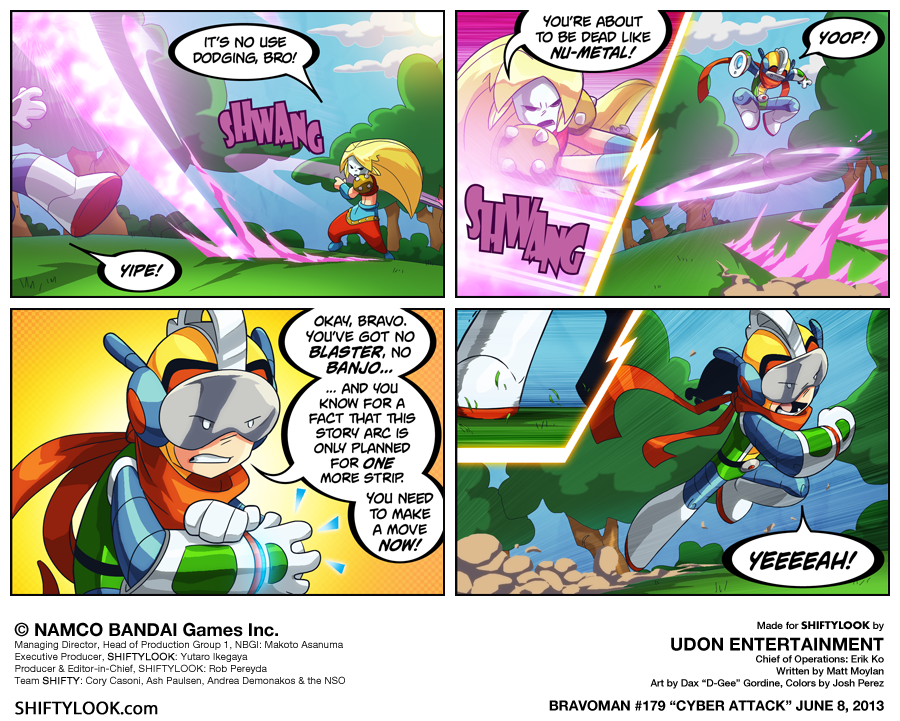 IT'S NO USE
DODGING, BRO!
SHWANG
YIPE!
YOU'RE ABOUT
TO BE DEAD LIKE
NU-METAL!
YOOP!
SHWANG
OKAY, BRAVO.
YOU'VE GOT NO
BLASTER, NO
BANJO...
... AND YOU
KNOW FOR A
FACT THAT THIS
STORY ARC IS
ONLY PLANNED
FOR ONE
MORE STRIP.
YOU NEED
TO MAKE
A MOVE
NOW!
YEEEEAH!
© NAMCO BANDAI Games Inc.
Managing Director, Head of Production Group 1, NBGI: Makoto Asanuma
Executive Producer, SHIFTYLOOK: Yutaro Ikegaya
Producer & Editor-in-Chief, SHIFTYLOOK: Rob Pereyda
Team SHIFTY: Cory Casoni, Ash Paulsen, Andrea Demonakos & the NSO
SHIFTYLOOK.com
Made for SHIFTYLOOK by
UDON ENTERTAINMENT
Chief of Operations: Erik Ko
Written by Matt Moylan
Art by Dax "D-Gee" Gordine, Colors by Josh Perez
BRAVOMAN #179 "CYBER ATTACK" JUNE 8, 2013